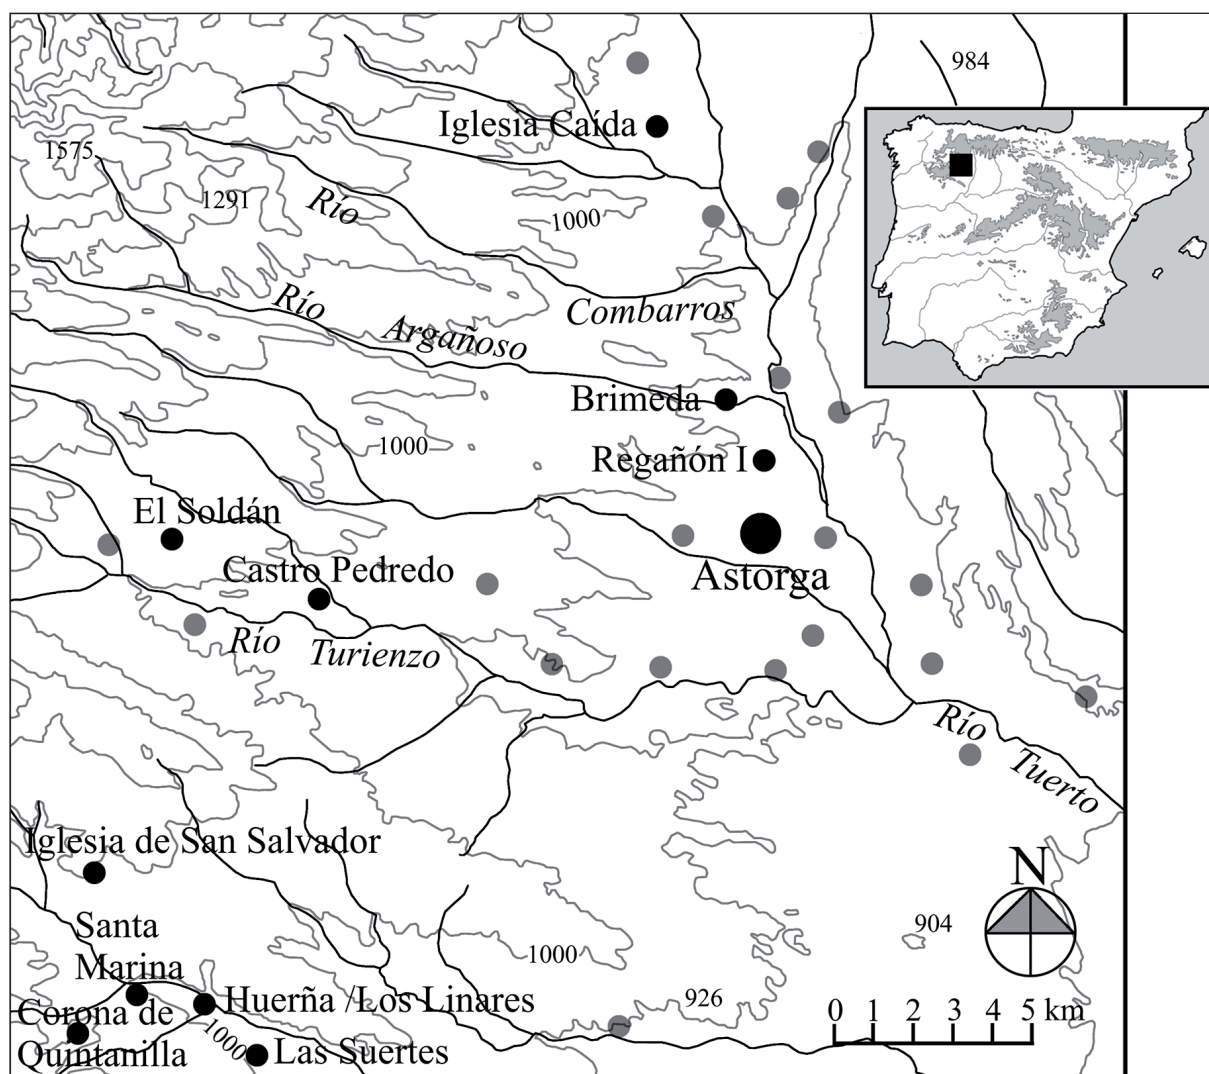 984
Iglesia Caída
1575
1291
Río
1000
Río
Combarros
Argañoso
Brimeda
1000
Regañón I
El Soldán
Castro Pedredo
Astorga
Río
Turienzo
Río
Tuerto
Iglesia de San Salvador
N
Santa
Marina
904
1000
926
Huerña /Los Linares
Corona de
Quintanilla
1000
Las Suertes
0 1 2 3 4 5 km